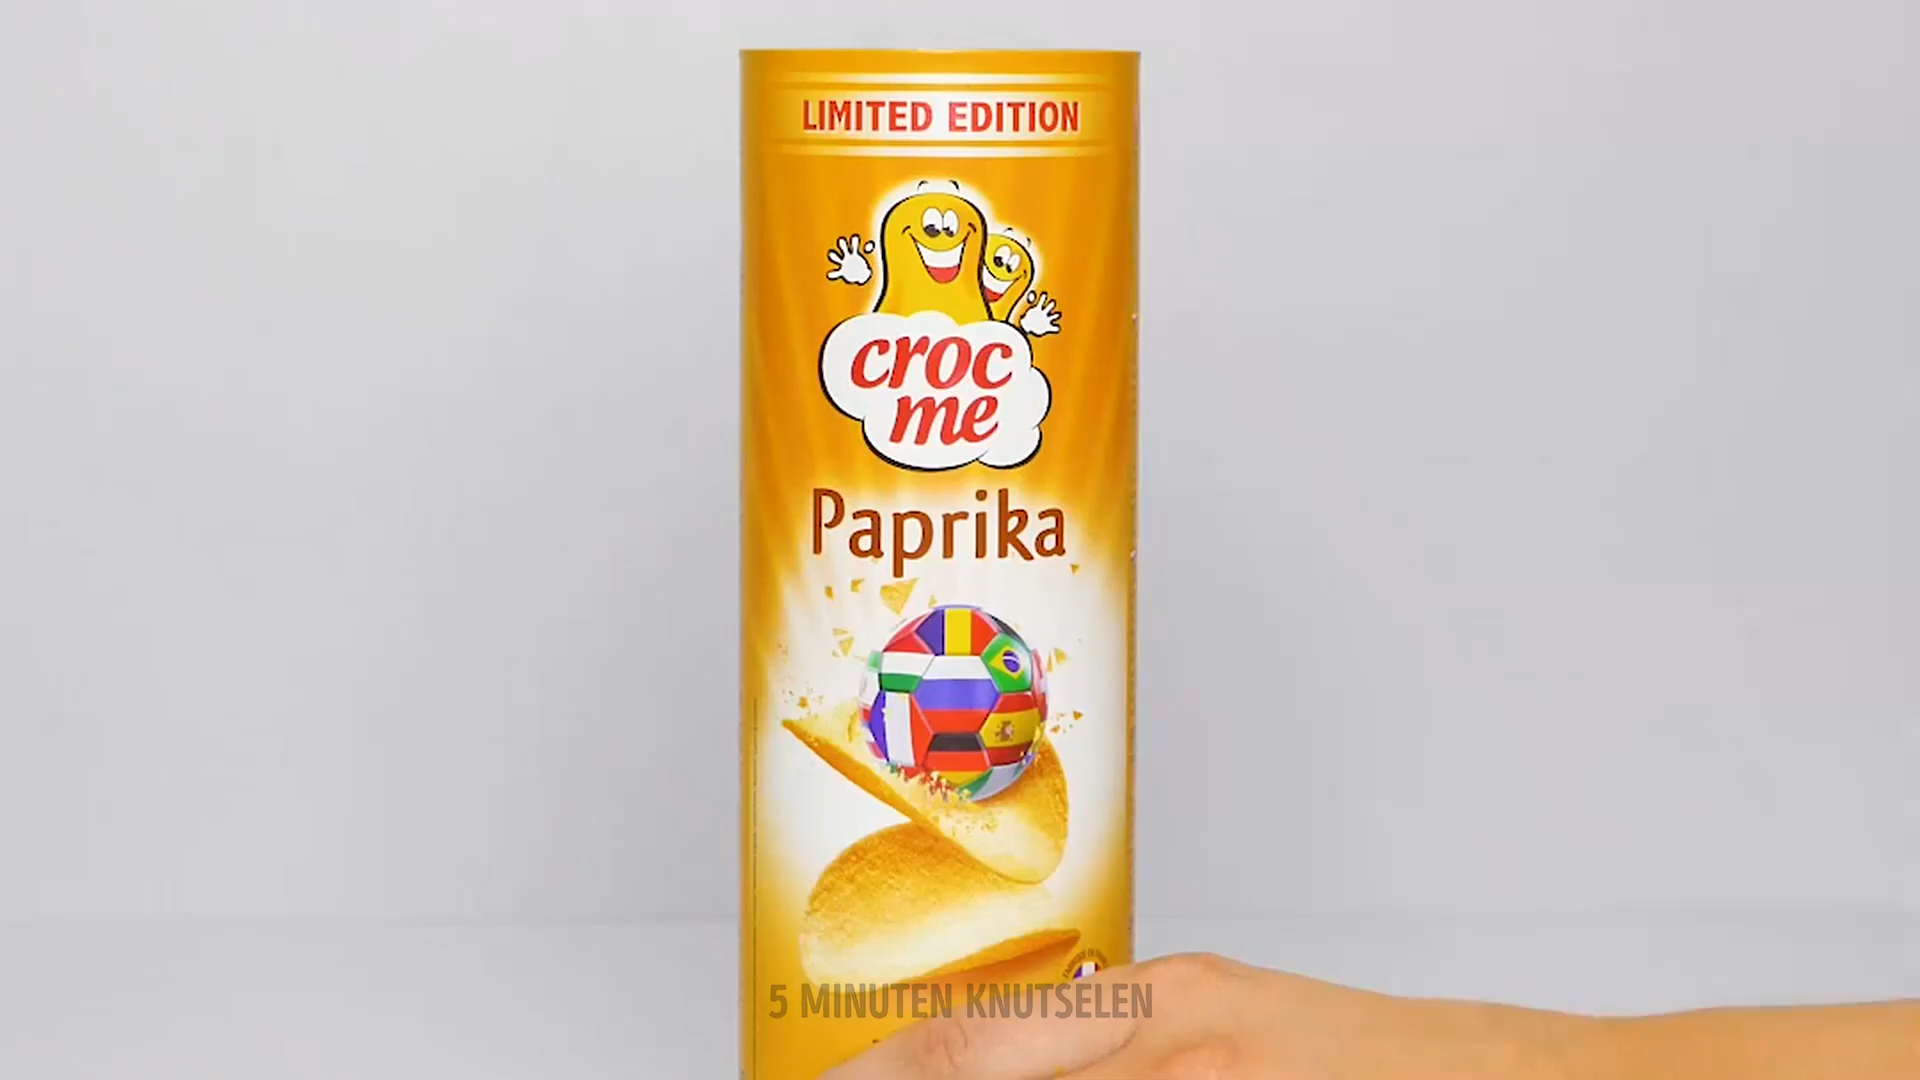 LIMITED EDITION
croc
me
Paprika
5 MINUTEN KNUTSELEN